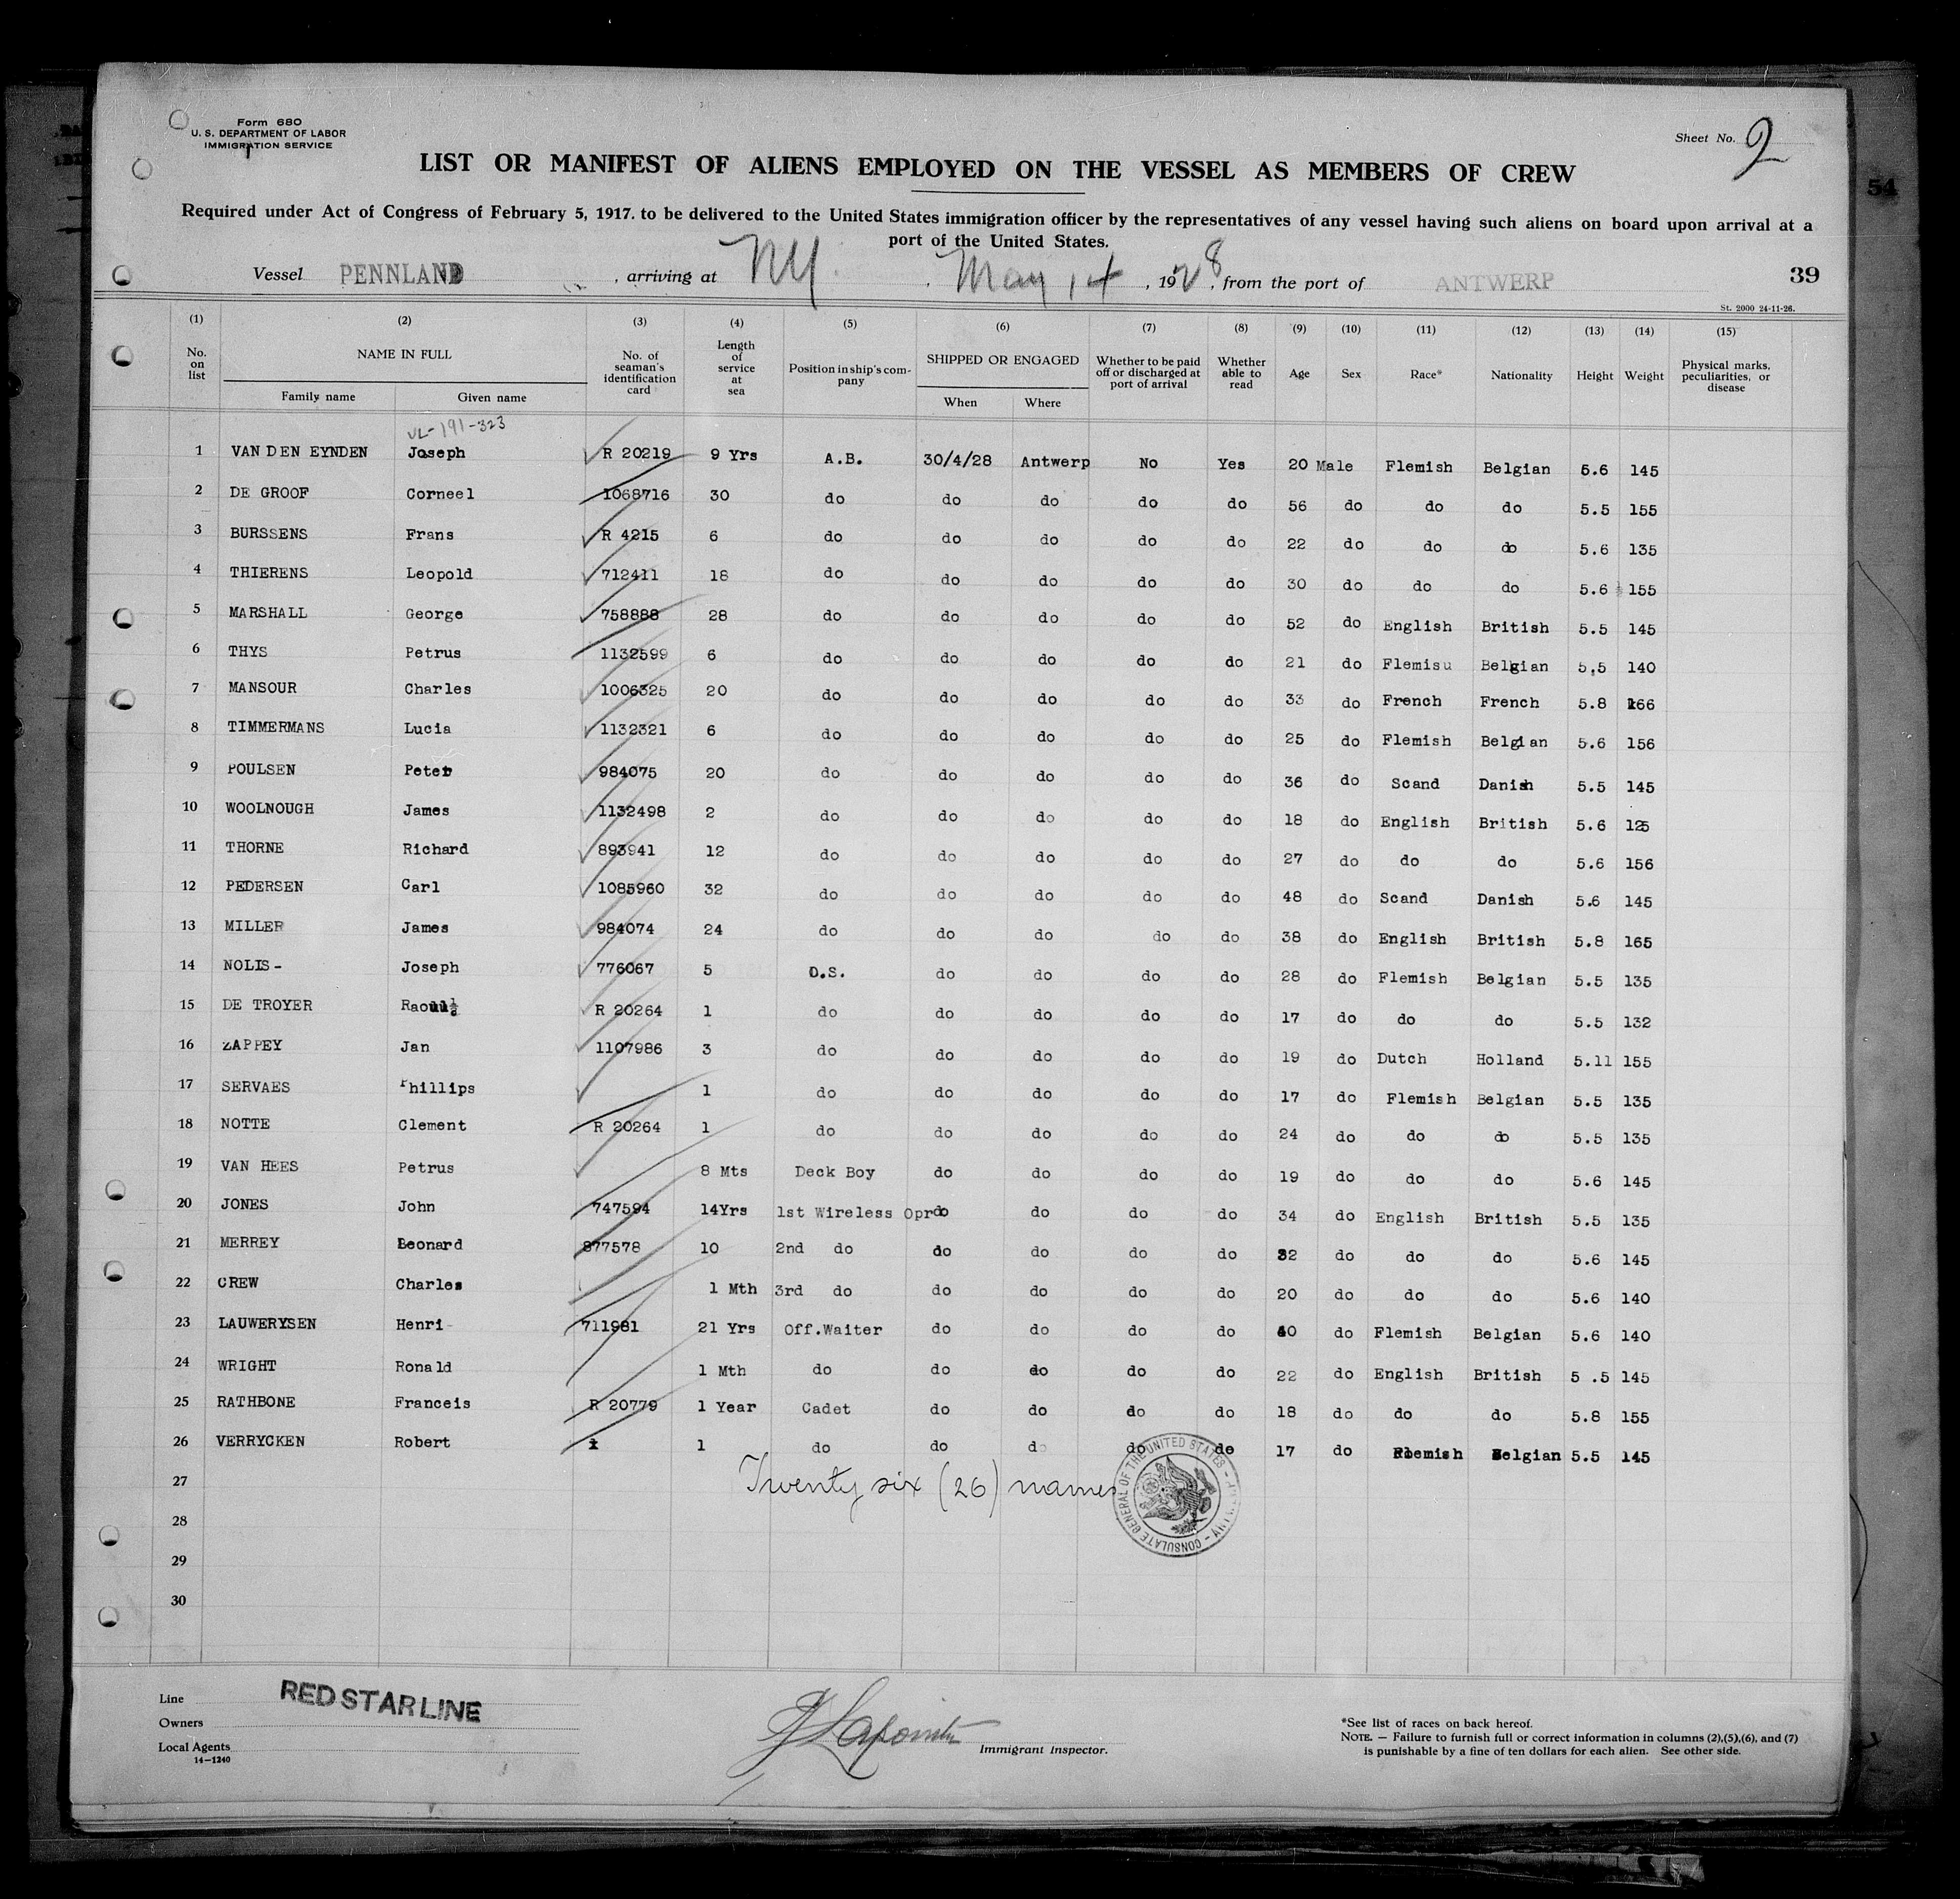 Form 680
U. S. DEPARTMENT OF LABOR
IMMIGRATION SERVICE
Sheet No. 2
LIST OR MANIFEST OF ALIENS EMPLOYED ON THE VESSEL AS MEMBERS OF CREW
Required under Act of Congress of February 5, 1917. to be delivered to the United States immigration officer by the representatives of any vessel having such aliens on board upon arrival at a
port of the United States.
Vessel PENNLAND , arriving at NY. , May 14 , 1928, from the port of ANTWERP 39
St. 2000 24-11-26.
(1) (2) (3) (4) (5) (6) (7) (8) (9) (10) (11) (12) (13) (14) (15)
No. on list NAME IN FULL Family name Given name No. of seaman's identification card Length of service at sea Position in ship's company SHIPPED OR ENGAGED When Where Whether to be paid off or discharged at port of arrival Whether able to read Age Sex Race* Nationality Height Weight Physical marks, peculiarities, or disease
VL-191-323
1 VAN DEN EYNDEN Joseph R 20219 9 Yrs A.B. 30/4/28 Antwerp No Yes 20 Male Flemish Belgian 5.6 145
2 DE GROOF Corneel 1068716 30 do do do do do 56 do do do 5.5 155
3 BURSSENS Frans R 4215 6 do do do do do 22 do do do 5.6 135
4 THIERENS Leopold 712411 18 do do do do do 30 do do do 5.6 155
5 MARSHALL George 758888 28 do do do do do 52 do English British 5.5 145
6 THYS Petrus 1132599 6 do do do do do 21 do Flemisu Belgian 5,5 140
7 MANSOUR Charles 1006325 20 do do do do do 33 do French French 5.8 166
8 TIMMERMANS Lucia 1132321 6 do do do do do 25 do Flemish Belgian 5.6 156
9 POULSEN Peter 984075 20 do do do do do 36 do Scand Danish 5.5 145
10 WOOLNOUGH James 1132498 2 do do do do do 18 do English British 5.6 125
11 THORNE Richard 893941 12 do do do do do 27 do do do 5.6 156
12 PEDERSEN Carl 1085960 32 do do do do do 48 do Scand Danish 5.6 145
13 MILLER James 984074 24 do do do do do 38 do English British 5.8 165
14 NOLIS- Joseph 776067 5 O.S. do do do do 28 do Flemish Belgian 5.5 135
15 DE TROYER Raoul R 20264 1 do do do do do 17 do do do 5.5 132
16 ZAPPEY Jan 1107986 3 do do do do do 19 do Dutch Holland 5.11 155
17 SERVAES Phillips 1 do do do do do 17 do Flemish Belgian 5.5 135
18 NOTTE Clement R 20264 1 do do do do do 24 do do do 5.5 135
19 VAN HEES Petrus 8 Mts Deck Boy do do do do 19 do do do 5.6 145
20 JONES John 747594 14Yrs 1st Wireless Opr do do do do 34 do English British 5.5 135
21 MERREY Leonard 877578 10 2nd do do do do do 32 do do do 5.6 145
22 CREW Charles 1 Mth 3rd do do do do do 20 do do do 5.6 140
23 LAUWERYSEN Henri 711981 21 Yrs Off.Waiter do do do do 40 do Flemish Belgian 5.6 140
24 WRIGHT Ronald 1 Mth do do do do do 22 do English British 5 .5 145
25 RATHBONE Franceis R 20779 1 Year Cadet do do do do 18 do do do 5.8 155
26 VERRYCKEN Robert 1 do do do do do 17 do Flemish Belgian 5.5 145
27 Twenty six (26) names
28
29
30
CONSULATE GENERAL OF THE UNITED STATES
Line RED STAR LINE
Owners
Local Agents
14-1240
Immigrant Inspector.
*See list of races on back hereof.
NOTE. — Failure to furnish full or correct information in columns (2),(5),(6), and (7)
is punishable by a fine of ten dollars for each alien. See other side.
54